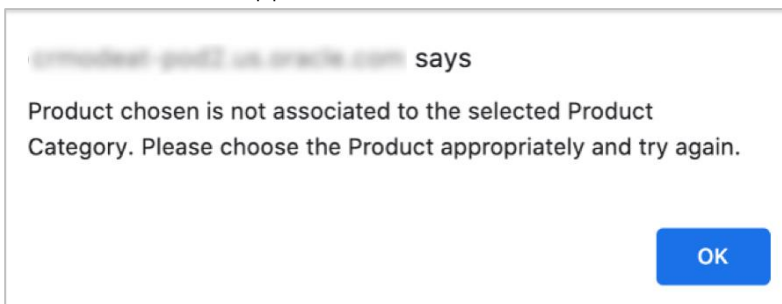 says
Product chosen is not associated to the selected Product
Category. Please choose the Product appropriately and try again.
OK